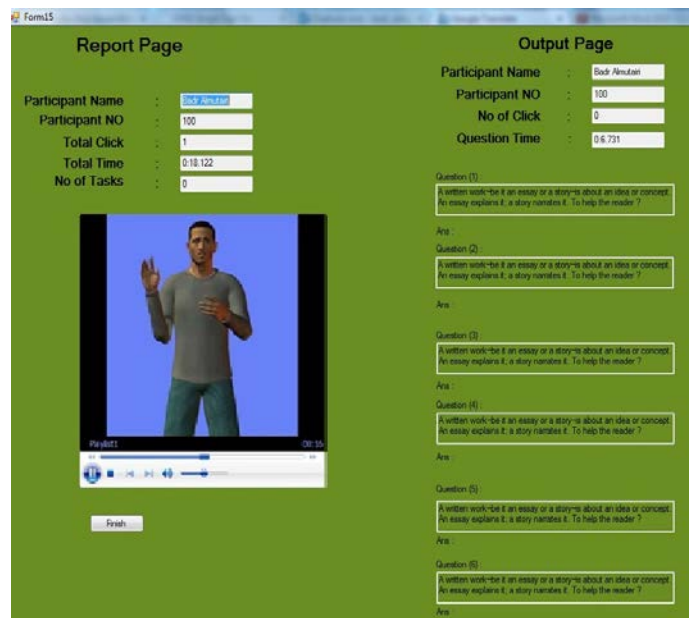 Form15
Report Page
Participant Name : Badr Almutairi
Participant NO : 100
Total Click : 1
Total Time : 0:18.122
No of Tasks : 0
Playlist1 00:16
Finish
Output Page
Participant Name : Badr Almutairi
Participant NO : 100
No of Click : 0
Question Time : 0:6.731
Question (1) :
A written work-be it an essay or a story-is about an idea or concept.
An essay explains it; a story narrates it. To help the reader ?
Ans :
Question (2) :
A written work-be it an essay or a story-is about an idea or concept.
An essay explains it; a story narrates it. To help the reader ?
Ans :
Question (3) :
A written work-be it an essay or a story-is about an idea or concept.
An essay explains it; a story narrates it. To help the reader ?
Ans :
Question (4) :
A written work-be it an essay or a story-is about an idea or concept.
An essay explains it; a story narrates it. To help the reader ?
Ans :
Question (5) :
A written work-be it an essay or a story-is about an idea or concept.
An essay explains it; a story narrates it. To help the reader ?
Ans :
Question (6) :
A written work-be it an essay or a story-is about an idea or concept.
An essay explains it; a story narrates it. To help the reader ?
Ans :